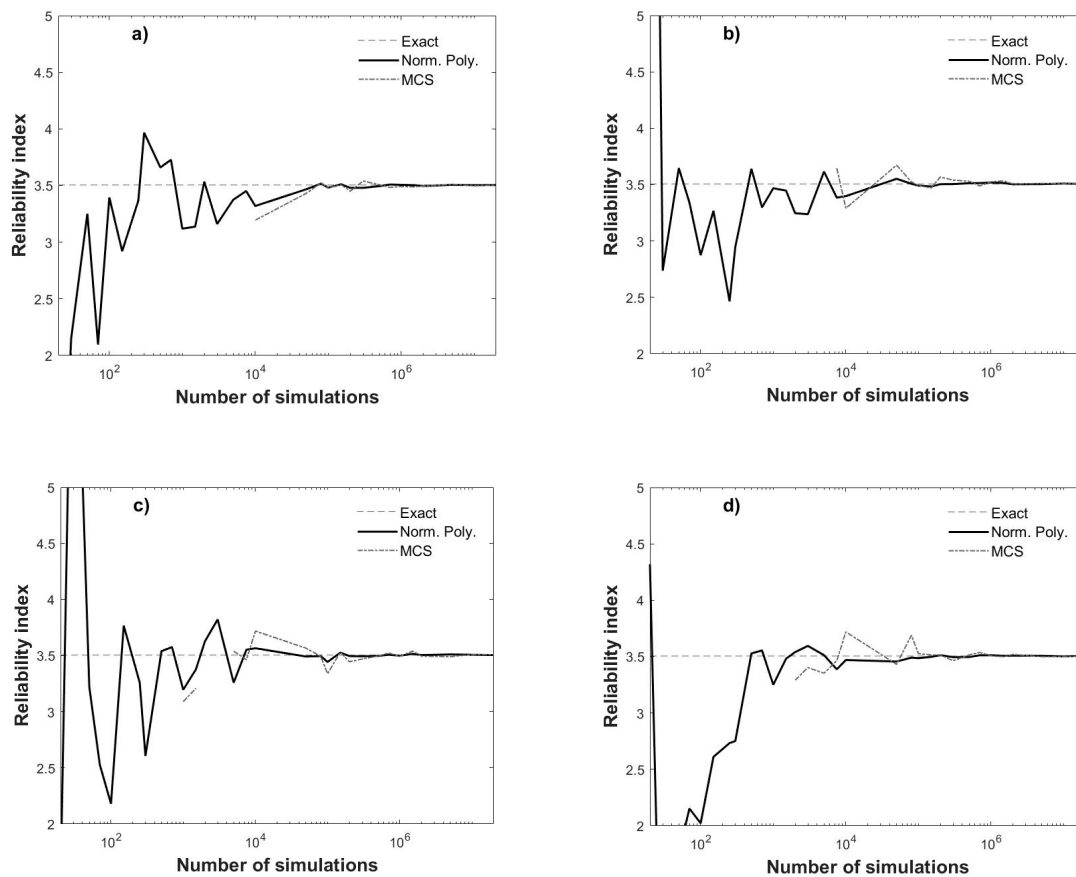 a)
Exact
Norm. Poly.
MCS
Reliability index
5
4.5
4
3.5
3
2.5
2
10^2
10^3
10^4
10^5
10^6
Number of simulations
b)
Exact
Norm. Poly.
MCS
Reliability index
5
4.5
4
3.5
3
2.5
2
10^2
10^4
10^6
Number of simulations
c)
Exact
Norm. Poly.
MCS
Reliability index
5
4.5
4
3.5
3
2.5
2
10^2
10^4
10^6
Number of simulations
d)
Exact
Norm. Poly.
MCS
Reliability index
5
4.5
4
3.5
3
2.5
2
10^2
10^4
10^6
Number of simulations